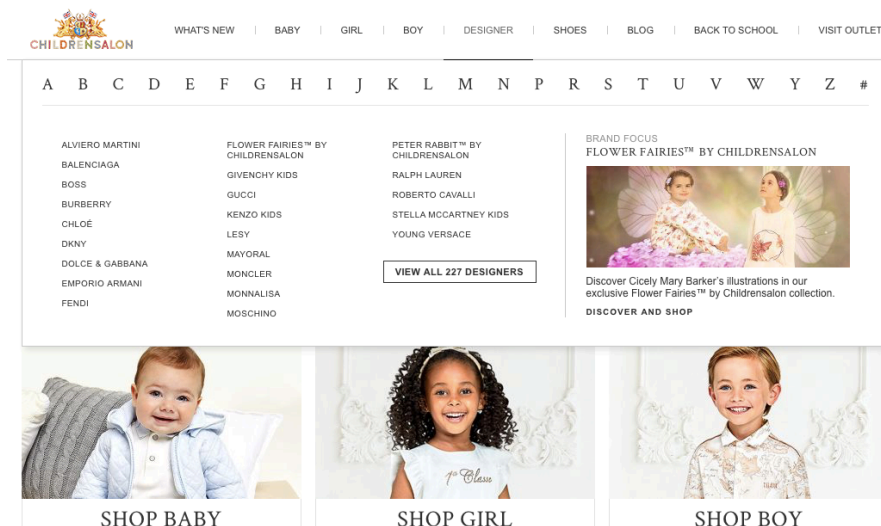 CHILDRENSALON
WHAT'S NEW
BABY
GIRL
BOY
DESIGNER
SHOES
BLOG
BACK TO SCHOOL
VISIT OUTLET
A B C D E F G H I J K L M N P R S T U V W Y Z #
ALVIERO MARTINI
BALENCIAGA
BOSS
BURBERRY
CHLOÉ
DKNY
DOLCE & GABBANA
EMPORIO ARMANI
FENDI
FLOWER FAIRIES™ BY
CHILDRENSALON
GIVENCHY KIDS
GUCCI
KENZO KIDS
LESY
MAYORAL
MONCLER
MONNALISA
MOSCHINO
PETER RABBIT™ BY
CHILDRENSALON
RALPH LAUREN
ROBERTO CAVALLI
STELLA MCCARTNEY KIDS
YOUNG VERSACE
VIEW ALL 227 DESIGNERS
BRAND FOCUS
FLOWER FAIRIES™ BY CHILDRENSALON
Discover Cicely Mary Barker's illustrations in our
exclusive Flower Fairies™ by Childrensalon collection.
DISCOVER AND SHOP
SHOP BABY
SHOP GIRL
SHOP BOY